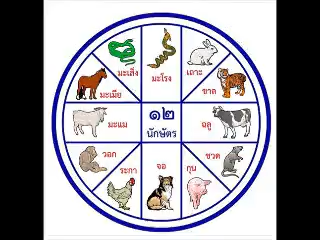 มะเส็ง
มะโรง
เถาะ
มะเมีย
ขาล
๑๒
นักษัตร
มะแม
ฉลู
วอก
ชวด
ระกา
จอ
กุน